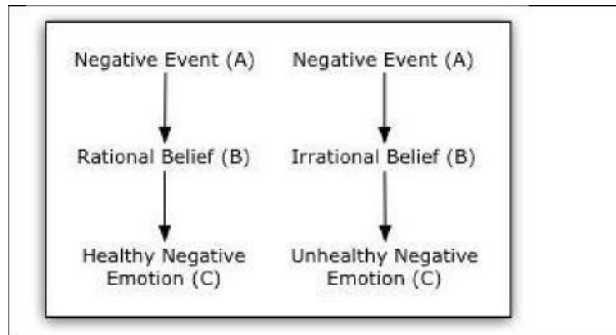 Negative Event (A)
Negative Event (A)
Rational Belief (B)
Irrational Belief (B)
Healthy Negative
Emotion (C)
Unhealthy Negative
Emotion (C)